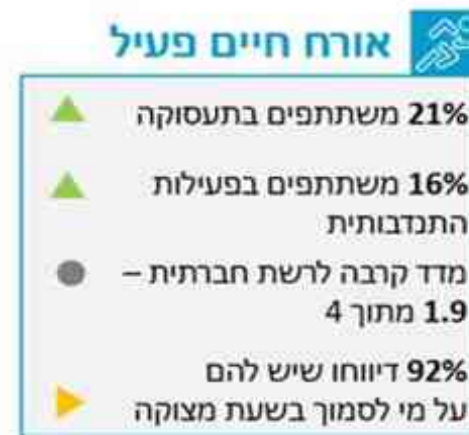 אורח חיים פעיל
21% משתתפים בתעסוקה
16% משתתפים בפעילות
התנדבותית
מדד קרבה לרשת חברתית –
1.9 מתוך 4
92% דיווחו שיש להם
על מי לסמוך בשעת מצוקה